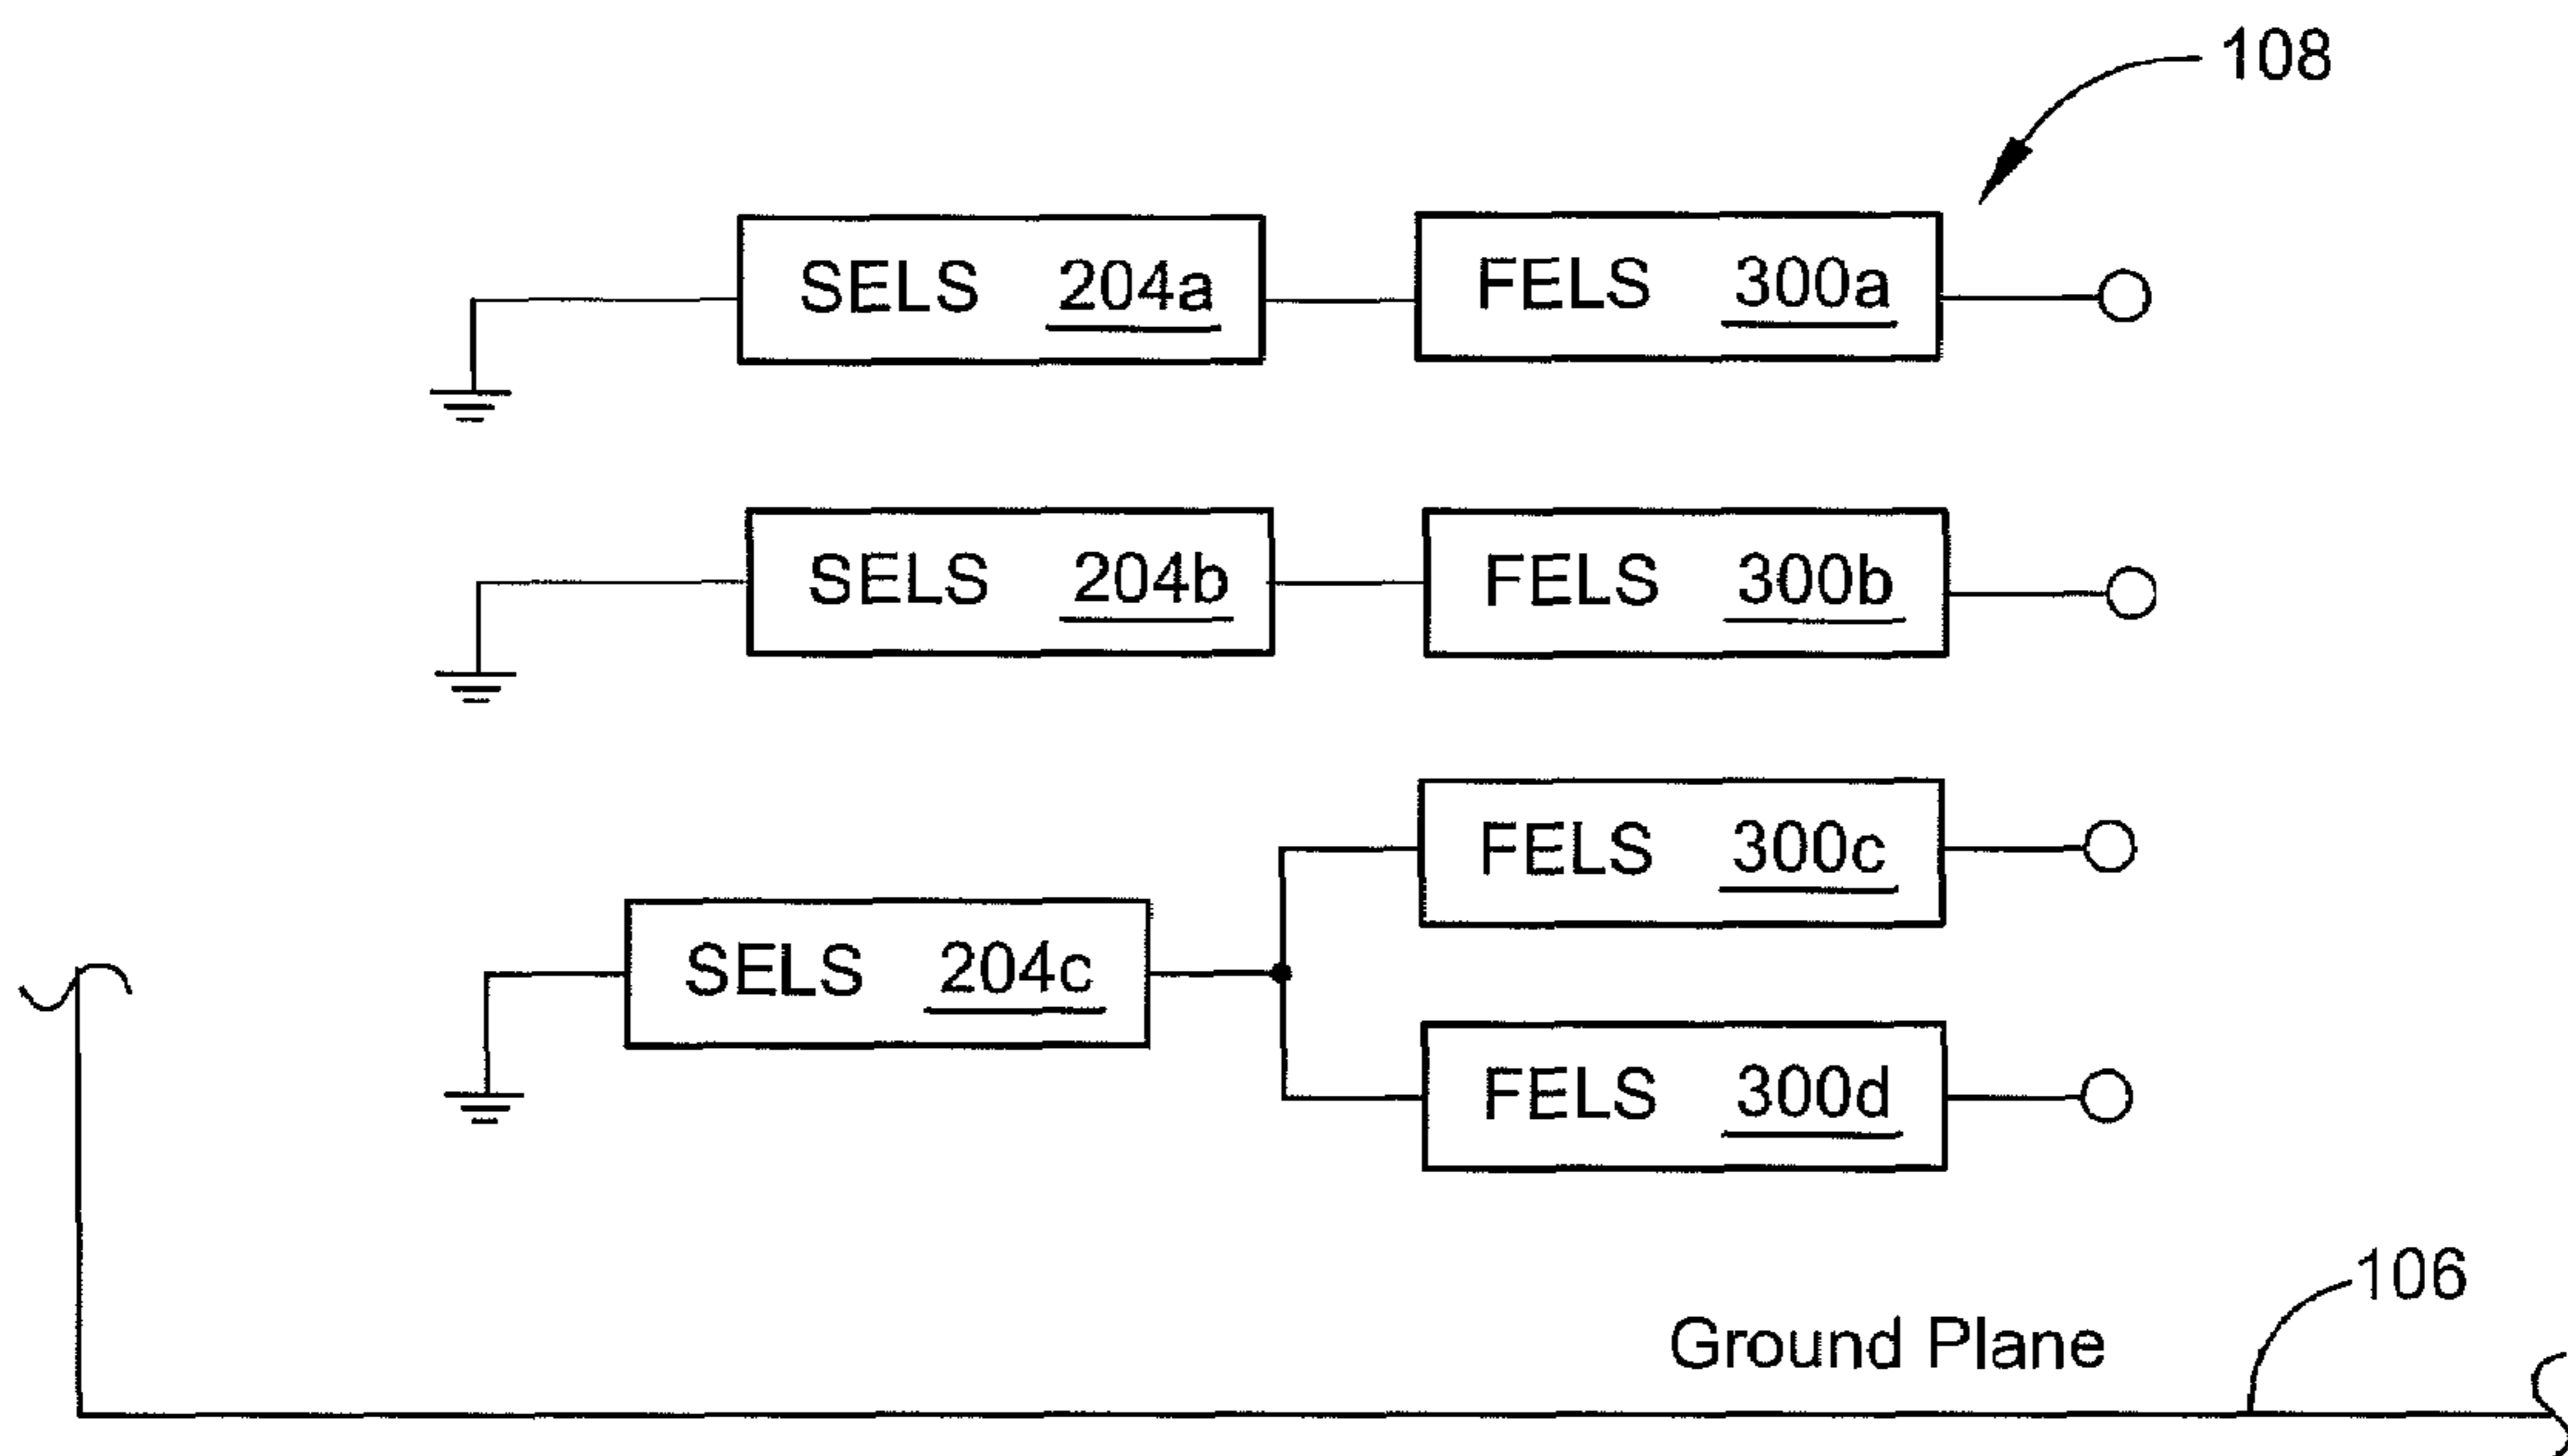 108
SELS 204a FELS 300a
SELS 204b FELS 300b
FELS 300c
SELS 204c
FELS 300d
106
Ground Plane